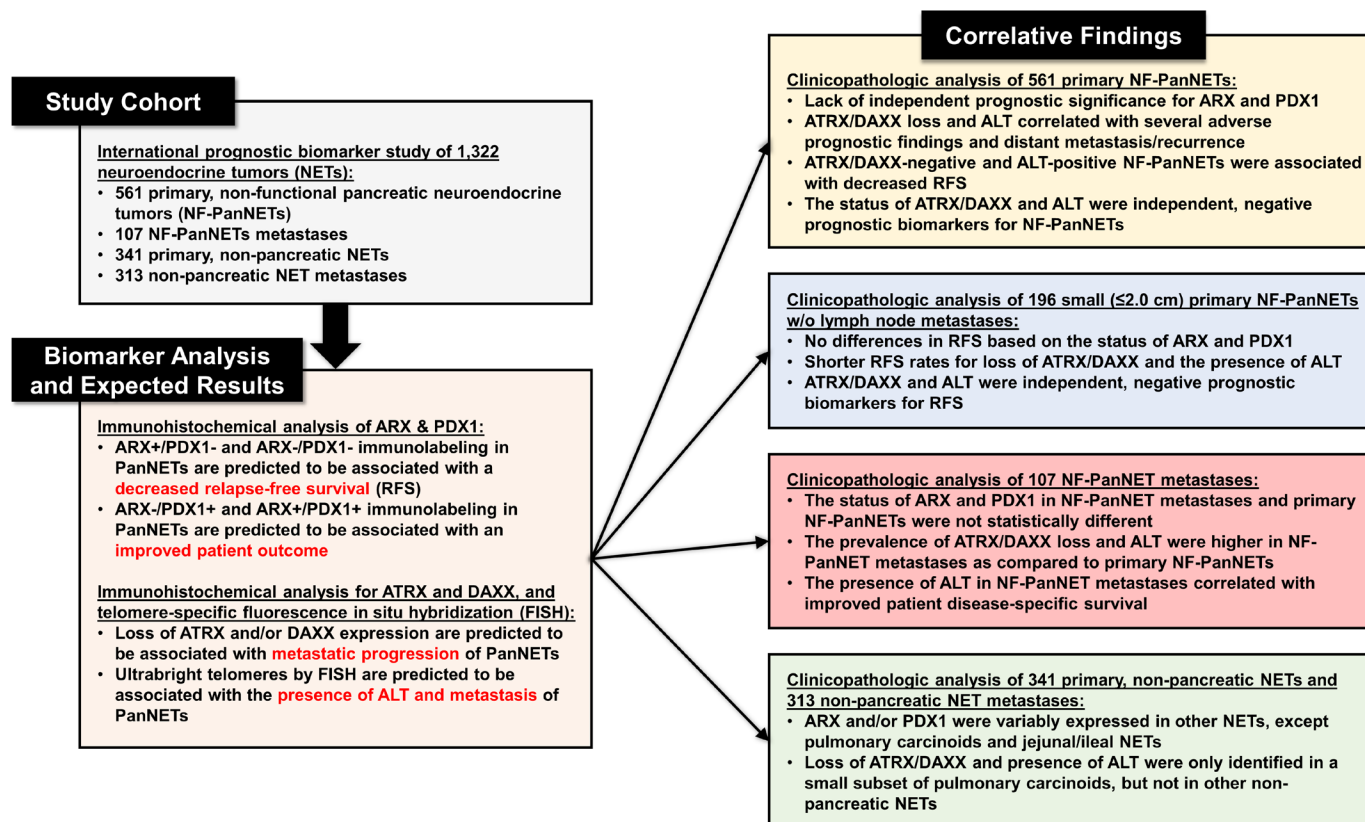 Study Cohort
International prognostic biomarker study of 1,322
neuroendocrine tumors (NETs):
• 561 primary, non-functional pancreatic neuroendocrine
tumors (NF-PanNETs)
• 107 NF-PanNETs metastases
• 341 primary, non-pancreatic NETs
• 313 non-pancreatic NET metastases
Biomarker Analysis
and Expected Results
Immunohistochemical analysis of ARX & PDX1:
• ARX+/PDX1- and ARX-/PDX1- immunolabeling in
PanNETs are predicted to be associated with a
decreased relapse-free survival (RFS)
• ARX-/PDX1+ and ARX+/PDX1+ immunolabeling in
PanNETs are predicted to be associated with an
improved patient outcome
Immunohistochemical analysis for ATRX and DAXX, and
telomere-specific fluorescence in situ hybridization (FISH):
• Loss of ATRX and/or DAXX expression are predicted to
be associated with metastatic progression of PanNETs
• Ultrabright telomeres by FISH are predicted to be
associated with the presence of ALT and metastasis of
PanNETs
Correlative Findings
Clinicopathologic analysis of 561 primary NF-PanNETs:
• Lack of independent prognostic significance for ARX and PDX1
• ATRX/DAXX loss and ALT correlated with several adverse
prognostic findings and distant metastasis/recurrence
• ATRX/DAXX-negative and ALT-positive NF-PanNETs were associated
with decreased RFS
• The status of ATRX/DAXX and ALT were independent, negative
prognostic biomarkers for NF-PanNETs
Clinicopathologic analysis of 196 small (≤2.0 cm) primary NF-PanNETs
w/o lymph node metastases:
• No differences in RFS based on the status of ARX and PDX1
• Shorter RFS rates for loss of ATRX/DAXX and the presence of ALT
• ATRX/DAXX and ALT were independent, negative prognostic
biomarkers for RFS
Clinicopathologic analysis of 107 NF-PanNET metastases:
• The status of ARX and PDX1 in NF-PanNET metastases and primary
NF-PanNETs were not statistically different
• The prevalence of ATRX/DAXX loss and ALT were higher in NF-
PanNET metastases as compared to primary NF-PanNETs
• The presence of ALT in NF-PanNET metastases correlated with
improved patient disease-specific survival
Clinicopathologic analysis of 341 primary, non-pancreatic NETs and
313 non-pancreatic NET metastases:
• ARX and/or PDX1 were variably expressed in other NETs, except
pulmonary carcinoids and jejunal/ileal NETs
• Loss of ATRX/DAXX and presence of ALT were only identified in a
small subset of pulmonary carcinoids, but not in other non-
pancreatic NETs